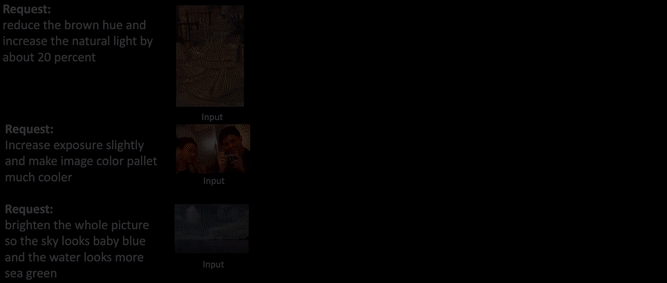 Request:
reduce the brown hue and
increase the natural light by
about 20 percent
Input
Request:
Increase exposure slightly
and make image color pallet
much cooler
Input
Request:
brighten the whole picture
so the sky looks baby blue
and the water looks more
sea green
Input